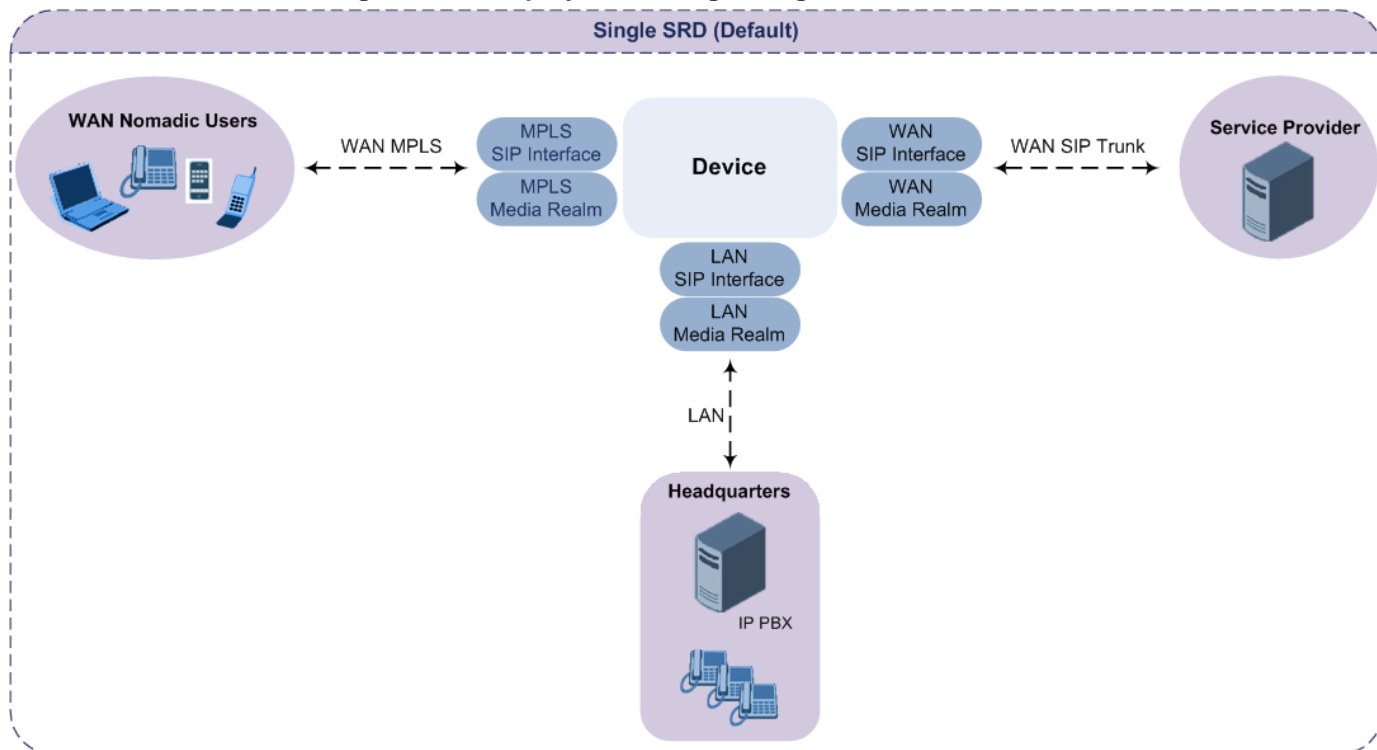 Single SRD (Default)
WAN Nomadic Users
WAN MPLS
MPLS
SIP Interface
MPLS
Media Realm
Device
WAN
SIP Interface
WAN
Media Realm
WAN SIP Trunk
Service Provider
LAN
SIP Interface
LAN
Media Realm
LAN
Headquarters
IP PBX